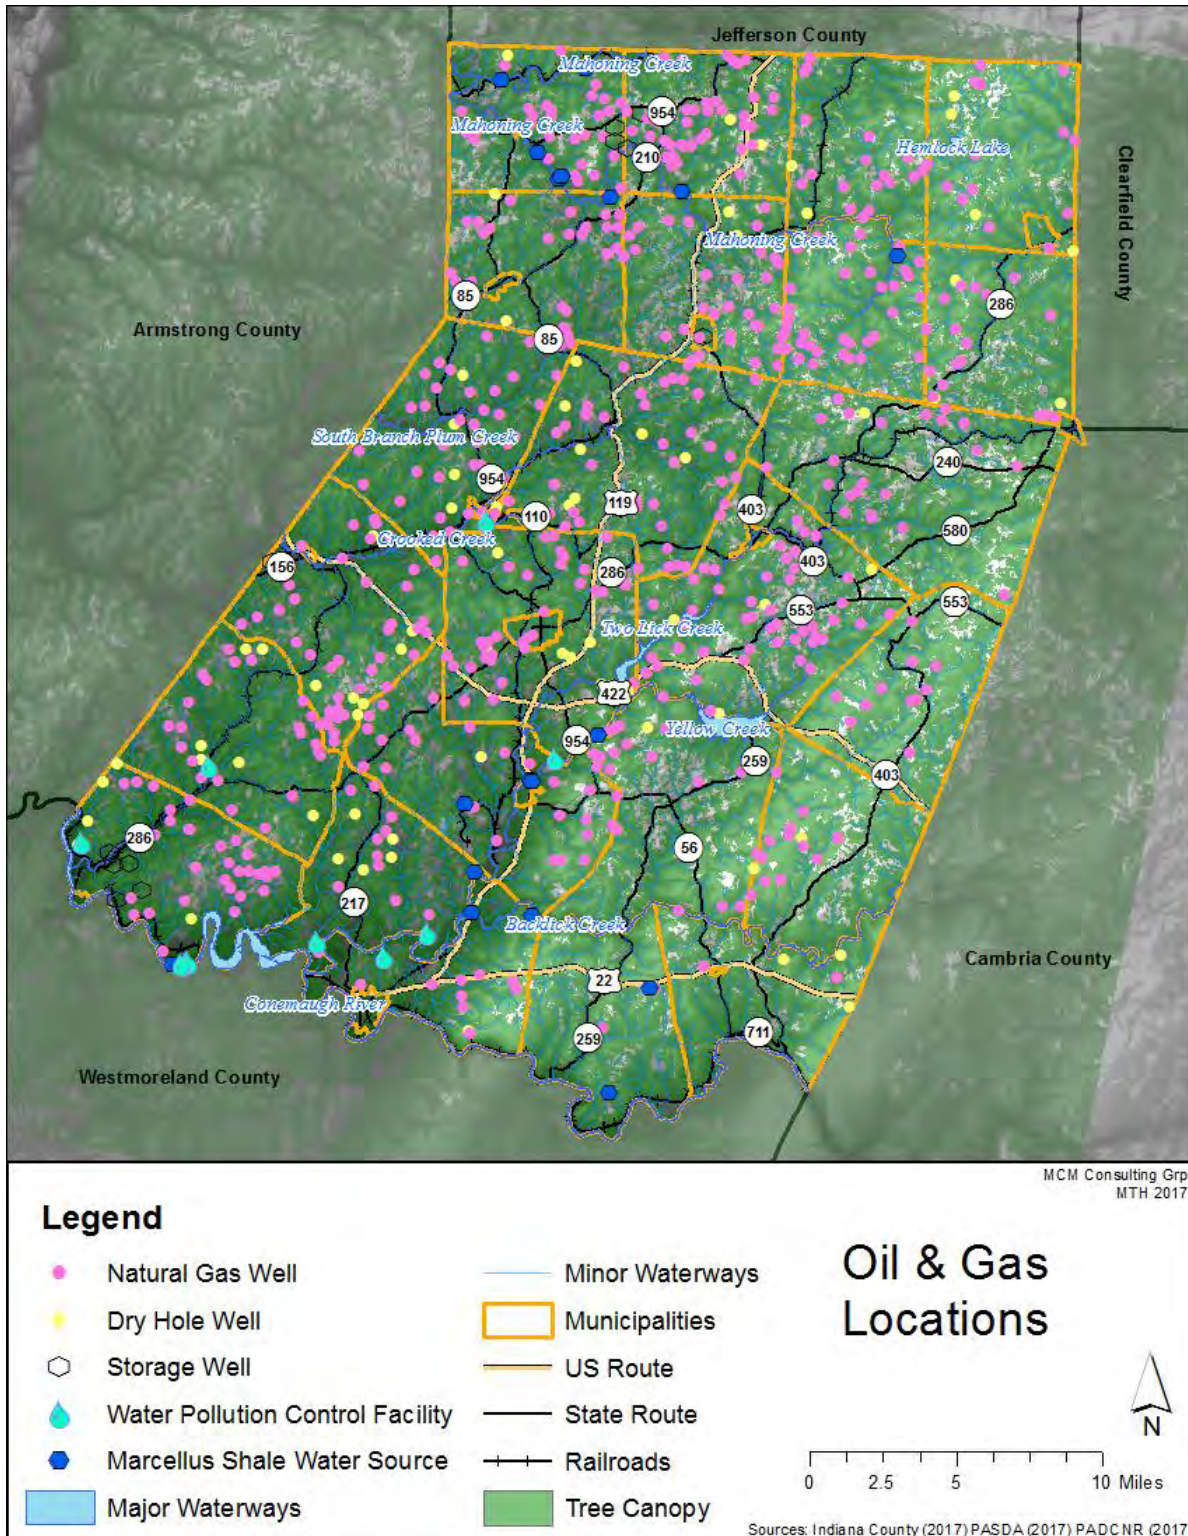 Jefferson County
Mahoning Creek
954
Mahoning Creek
210
Hemlock Lake
Clearfield County
Mahoning Creek
85
286
Armstrong County
85
South Branch Plum Creek
240
954
119
403
110
580
Crooked Creek
403
156
286
553
553
Two Lick Creek
422
Yellow Creek
954
259
403
286
56
217
Backlick Creek
Cambria County
22
Conemaugh River
711
259
Westmoreland County
MCM Consulting Grp
MTH 2017
Legend
Natural Gas Well
Dry Hole Well
Storage Well
Water Pollution Control Facility
Marcellus Shale Water Source
Major Waterways
Minor Waterways
Municipalities
US Route
State Route
Railroads
Tree Canopy
Oil & Gas
Locations
N
0 2.5 5 10 Miles
Sources: Indiana County (2017) PASDA (2017) PADCNR (2017